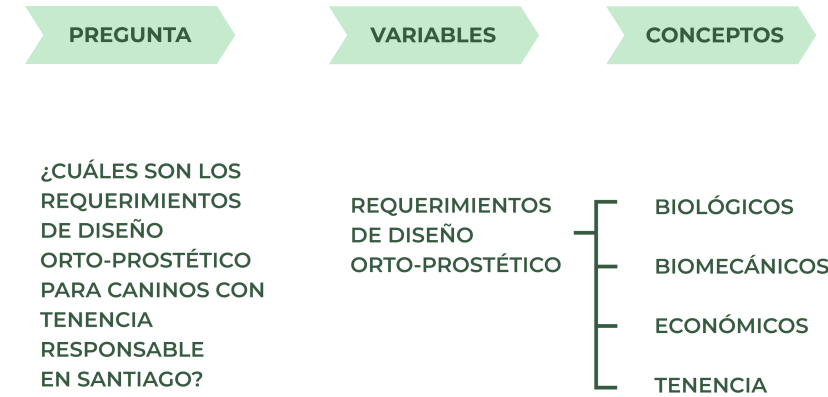 PREGUNTA
VARIABLES
CONCEPTOS
¿CUÁLES SON LOS
REQUERIMIENTOS
DE DISEÑO
ORTO-PROSTÉTICO
PARA CANINOS CON
TENENCIA
RESPONSABLE
EN SANTIAGO?
REQUERIMIENTOS
DE DISEÑO
ORTO-PROSTÉTICO
BIOLÓGICOS
BIOMECÁNICOS
ECONÓMICOS
TENENCIA